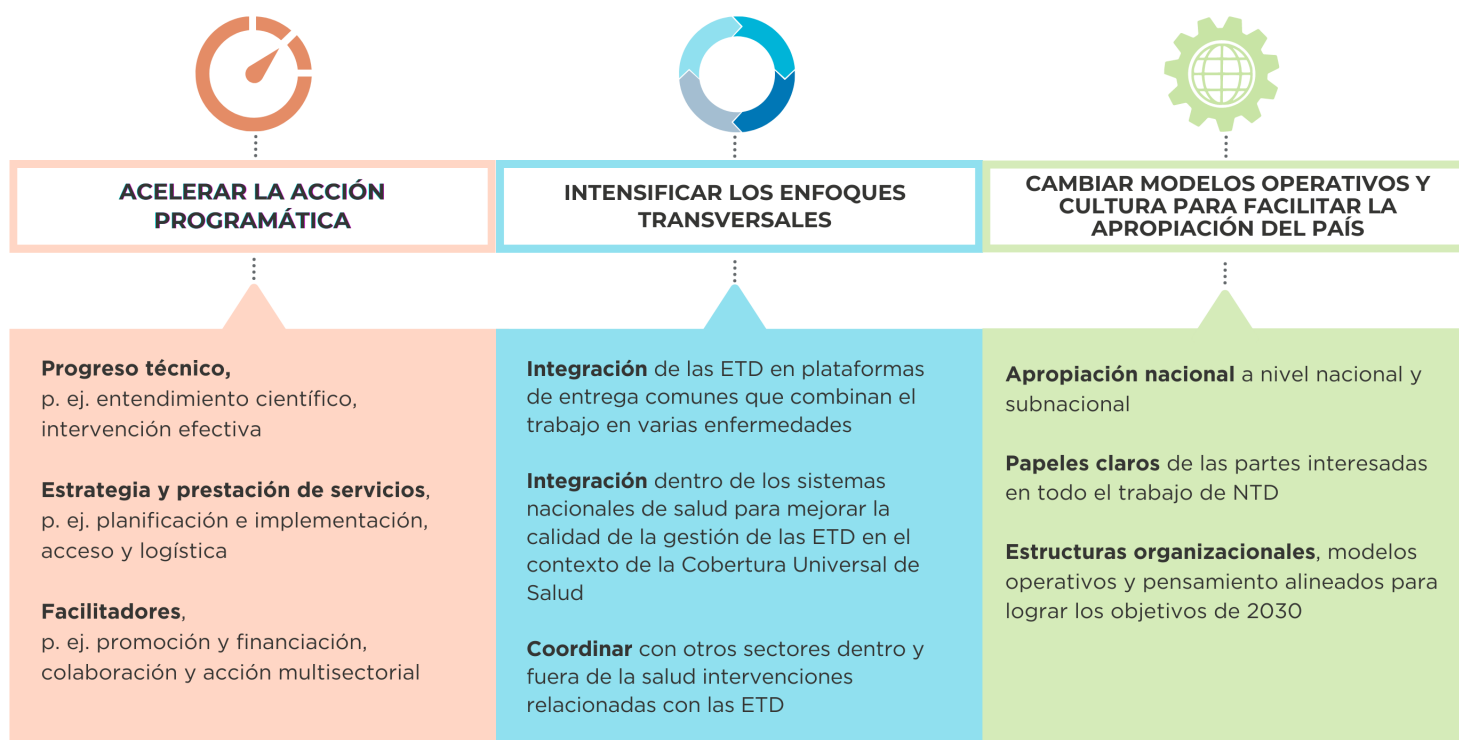 ACELERAR LA ACCIÓN
PROGRAMÁTICA
Progreso técnico,
p. ej. entendimiento científico,
intervención efectiva
Estrategia y prestación de servicios,
p. ej. planificación e implementación,
acceso y logística
Facilitadores,
p. ej. promoción y financiación,
colaboración y acción multisectorial
INTENSIFICAR LOS ENFOQUES
TRANSVERSALES
Integración de las ETD en plataformas
de entrega comunes que combinan el
trabajo en varias enfermedades
Integración dentro de los sistemas
nacionales de salud para mejorar la
calidad de la gestión de las ETD en el
contexto de la Cobertura Universal de
Salud
Coordinar con otros sectores dentro y
fuera de la salud intervenciones
relacionadas con las ETD
CAMBIAR MODELOS OPERATIVOS Y
CULTURA PARA FACILITAR LA
APROPIACIÓN DEL PAÍS
Apropiación nacional a nivel nacional y
subnacional
Papeles claros de las partes interesadas
en todo el trabajo de NTD
Estructuras organizacionales, modelos
operativos y pensamiento alineados para
lograr los objetivos de 2030